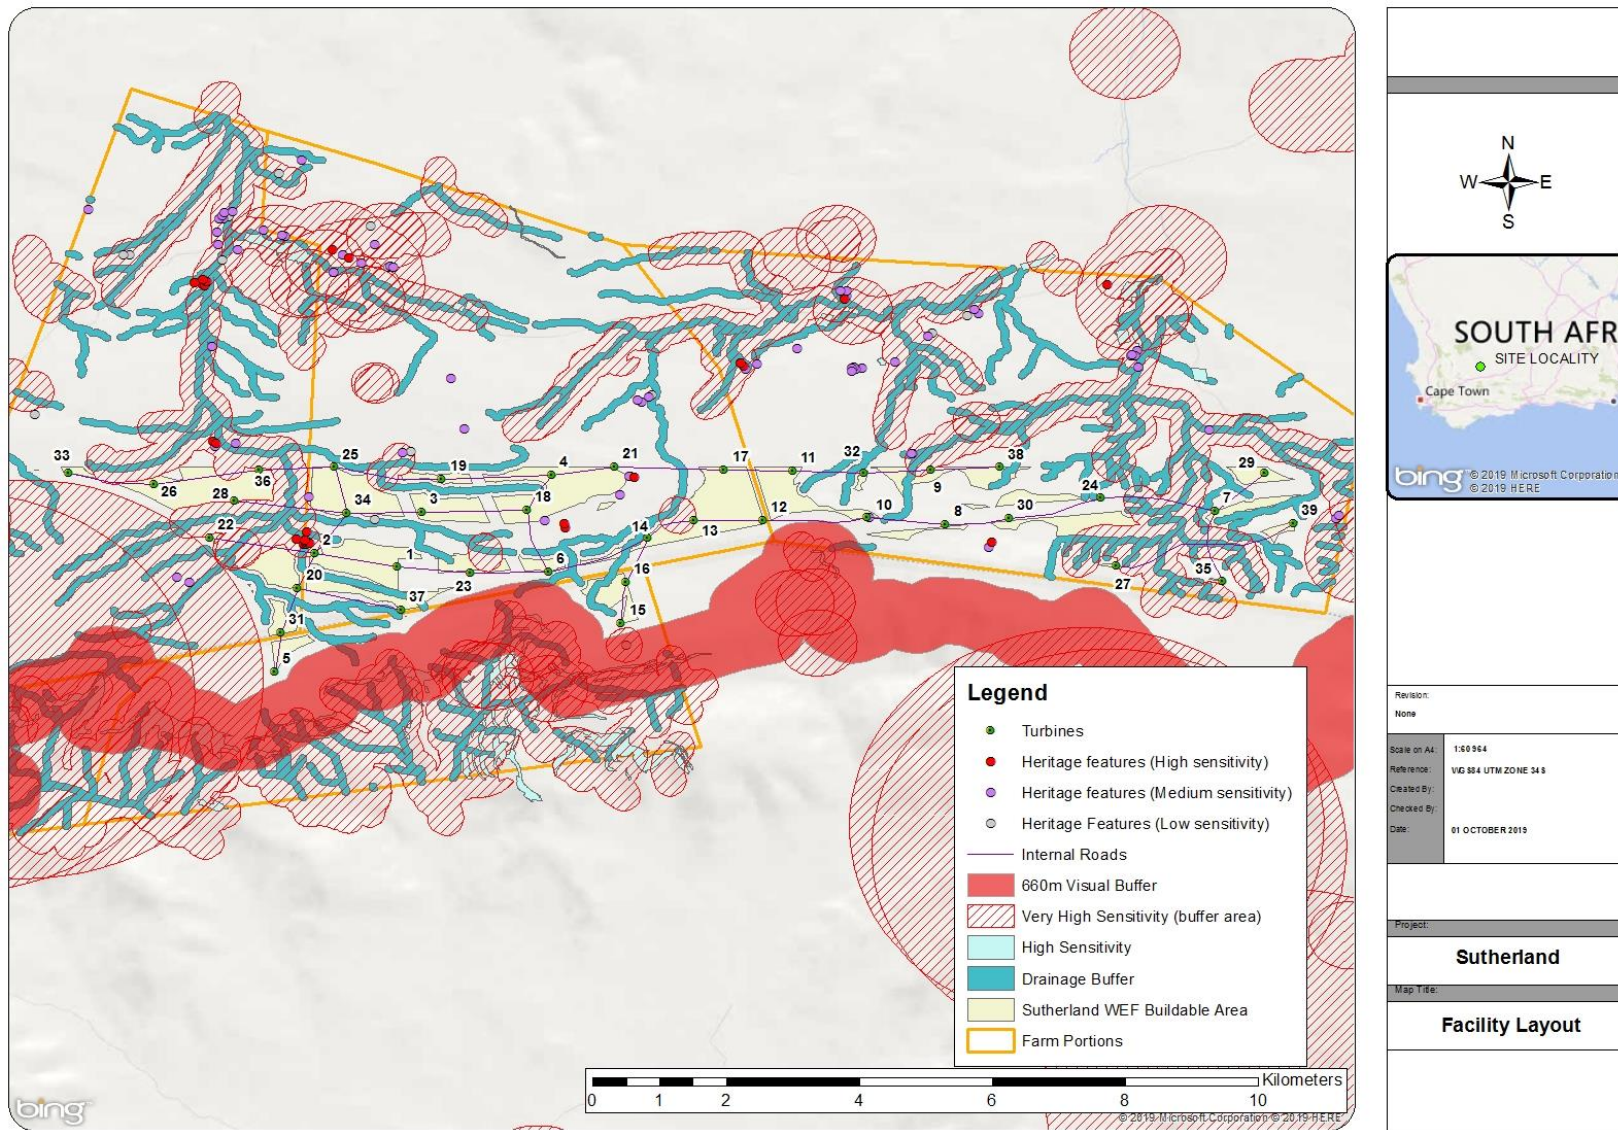 33
25
19
4
21
17
11
32
38
29
26
36
28
34
3
18
9
24
7
22
2
14
13
12
10
8
30
39
1
6
20
23
16
27
35
37
15
31
5
Legend
Turbines
Heritage features (High sensitivity)
Heritage features (Medium sensitivity)
Heritage Features (Low sensitivity)
Internal Roads
660m Visual Buffer
Very High Sensitivity (buffer area)
High Sensitivity
Drainage Buffer
Sutherland WEF Buildable Area
Farm Portions
Kilometers
0 1 2 4 6 8 10
bing
© 2019 Microsoft Corporation © 2019 HERE
N
W E
S
SOUTH AFR
SITE LOCALITY
Cape Town
bing
© 2019 Microsoft Corporation
© 2019 HERE
Revision:
None
Scale on A4: 1:60 964
Reference: WGS84 UTM ZONE 34S
Created By:
Checked By:
Date: 01 OCTOBER 2019
Project:
Sutherland
Map Title:
Facility Layout